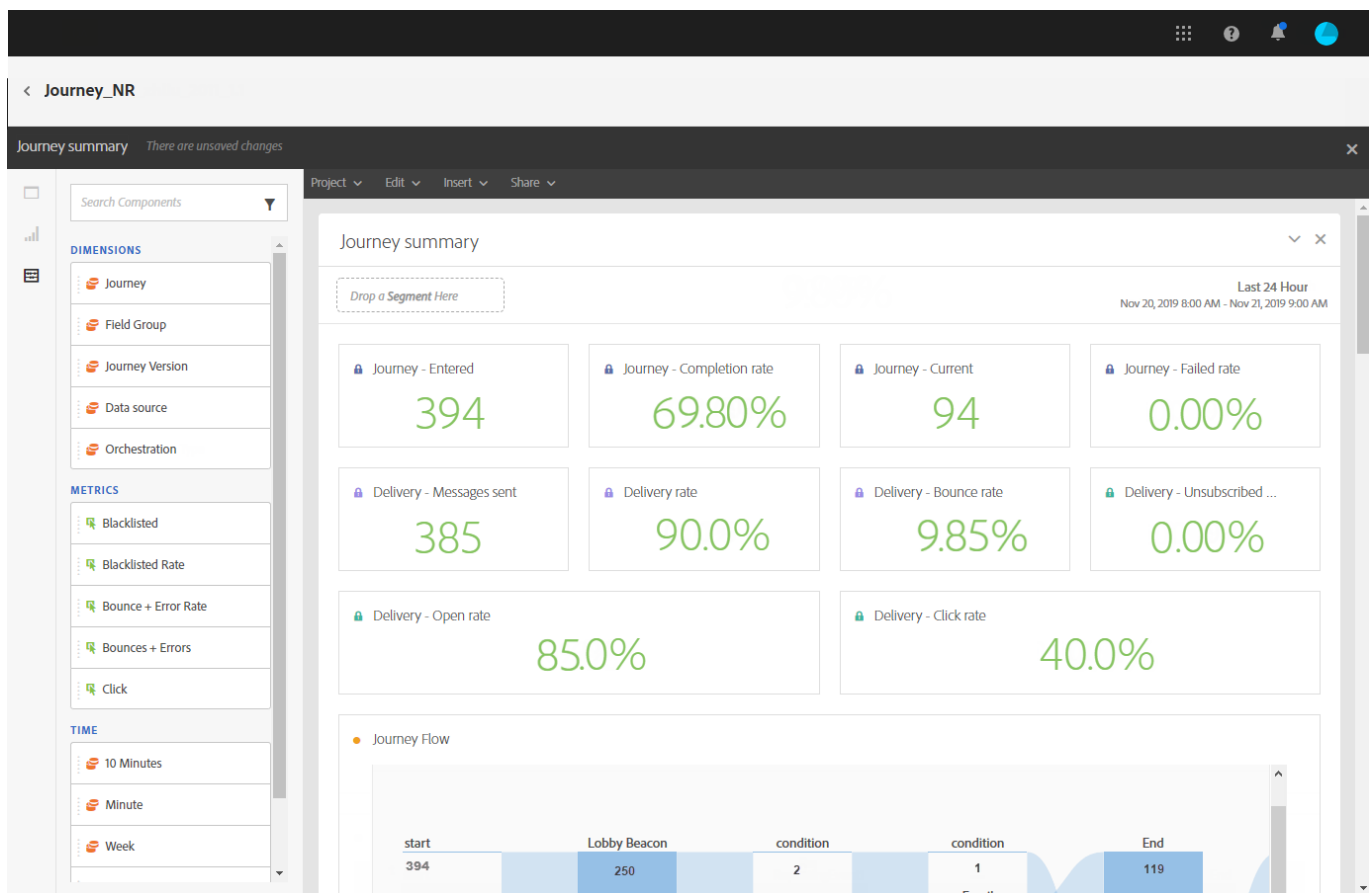 Journey_NR
Journey summary There are unsaved changes
Project Edit Insert Share
Search Components
DIMENSIONS
Journey
Field Group
Journey Version
Data source
Orchestration
METRICS
Blacklisted
Blacklisted Rate
Bounce + Error Rate
Bounces + Errors
Click
TIME
10 Minutes
Minute
Week
Journey summary
Drop a Segment Here
Last 24 Hour
Nov 20, 2019 8:00 AM - Nov 21, 2019 9:00 AM
Journey - Entered
394
Journey - Completion rate
69.80%
Journey - Current
94
Journey - Failed rate
0.00%
Delivery - Messages sent
385
Delivery rate
90.0%
Delivery - Bounce rate
9.85%
Delivery - Unsubscribed ...
0.00%
Delivery - Open rate
85.0%
Delivery - Click rate
40.0%
Journey Flow
start Lobby Beacon condition condition End
394 250 2 1 119